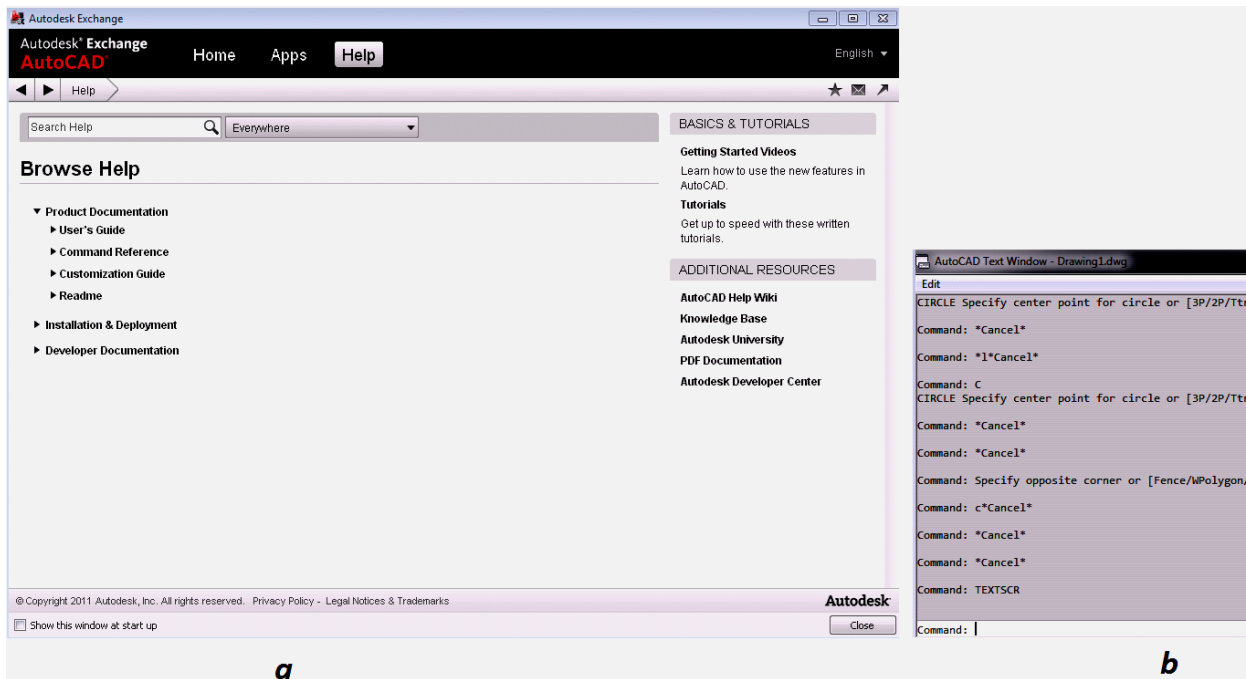 Autodesk Exchange
Autodesk® Exchange
AutoCAD®
Home Apps Help
English
Help
Search Help Everywhere
Browse Help
Product Documentation
User's Guide
Command Reference
Customization Guide
Readme
Installation & Deployment
Developer Documentation
BASICS & TUTORIALS
Getting Started Videos
Learn how to use the new features in
AutoCAD.
Tutorials
Get up to speed with these written
tutorials.
ADDITIONAL RESOURCES
AutoCAD Help Wiki
Knowledge Base
Autodesk University
PDF Documentation
Autodesk Developer Center
© Copyright 2011 Autodesk, Inc. All rights reserved. Privacy Policy - Legal Notices & Trademarks
Autodesk
Show this window at start up
Close
a
AutoCAD Text Window - Drawing1.dwg
Edit
CIRCLE Specify center point for circle or [3P/2P/Ttr
Command: *Cancel*
Command: *l*Cancel*
Command: C
CIRCLE Specify center point for circle or [3P/2P/Ttr
Command: *Cancel*
Command: *Cancel*
Command: Specify opposite corner or [Fence/WPolygon/
Command: c*Cancel*
Command: *Cancel*
Command: *Cancel*
Command: TEXTSCR
Command:
b